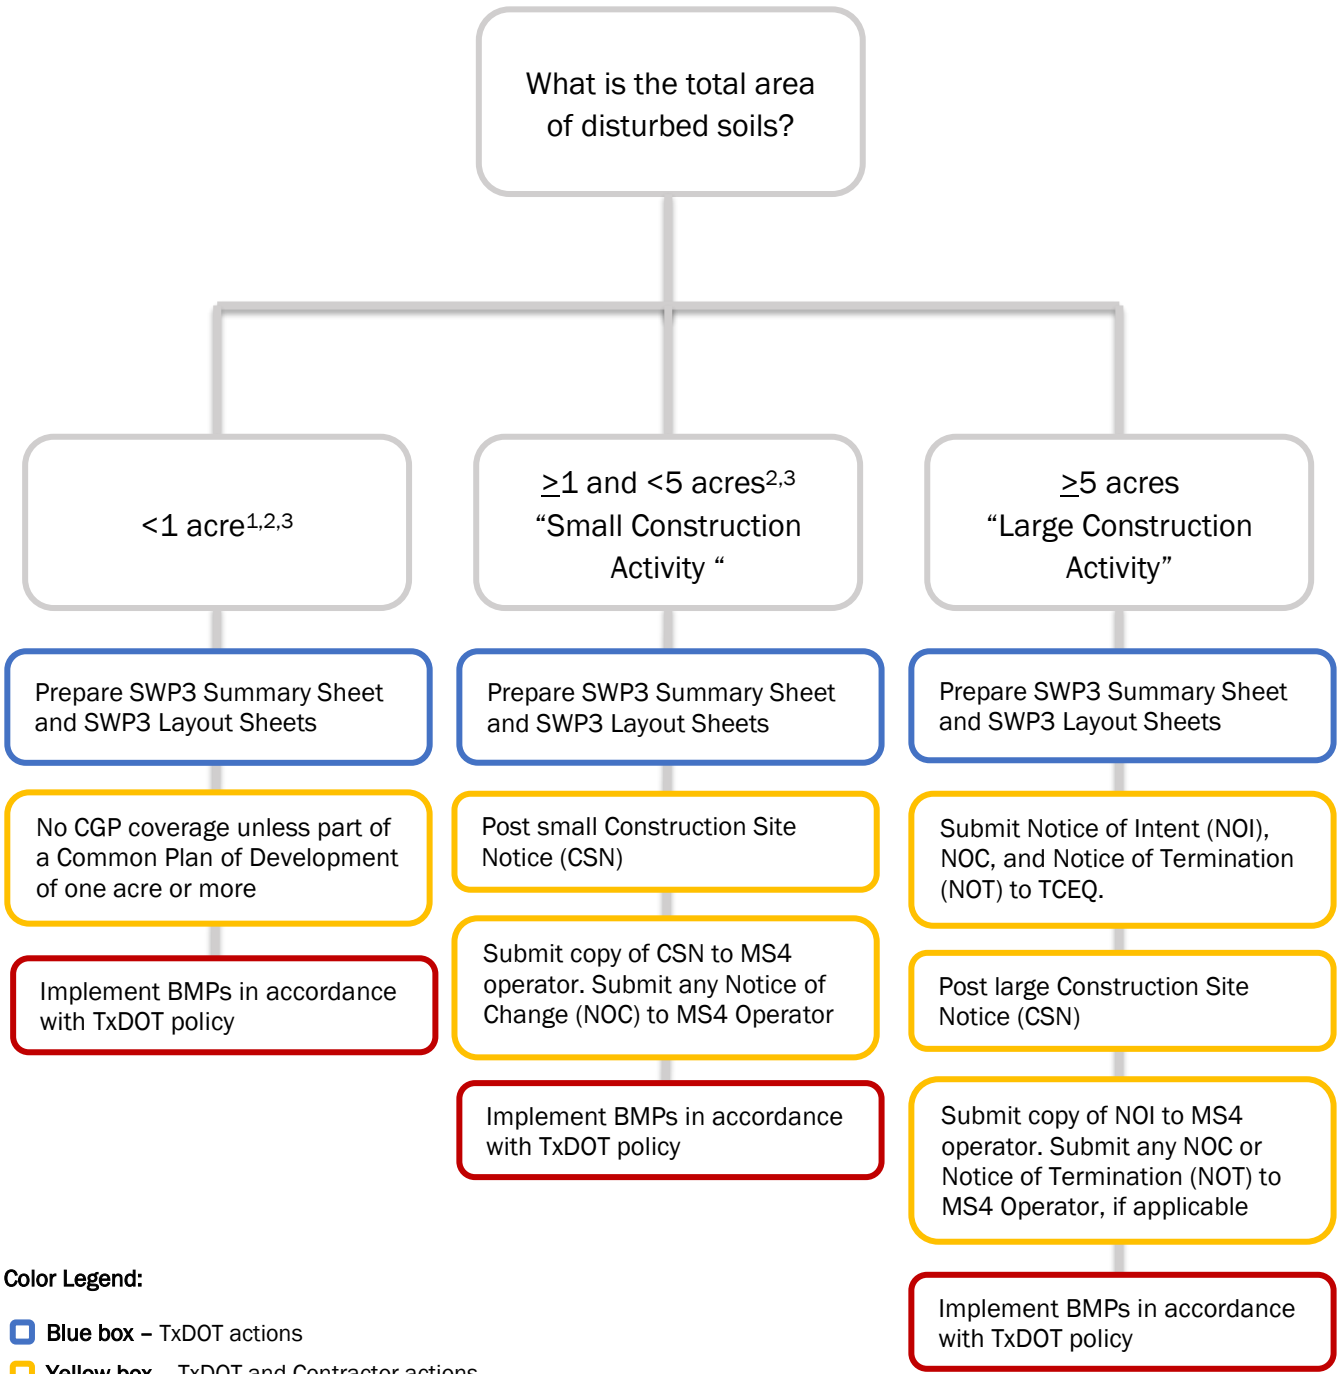 What is the total area
of disturbed soils?
<1 acre1,2,3
≥1 and <5 acres2,3
“Small Construction
Activity “
≥5 acres
“Large Construction
Activity”
Prepare SWP3 Summary Sheet
and SWP3 Layout Sheets
Prepare SWP3 Summary Sheet
and SWP3 Layout Sheets
Prepare SWP3 Summary Sheet
and SWP3 Layout Sheets
No CGP coverage unless part of
a Common Plan of Development
of one acre or more
Post small Construction Site
Notice (CSN)
Submit Notice of Intent (NOI),
NOC, and Notice of Termination
(NOT) to TCEQ.
Implement BMPs in accordance
with TxDOT policy
Submit copy of CSN to MS4
operator. Submit any Notice of
Change (NOC) to MS4 Operator
Post large Construction Site
Notice (CSN)
Implement BMPs in accordance
with TxDOT policy
Submit copy of NOI to MS4
operator. Submit any NOC or
Notice of Termination (NOT) to
MS4 Operator, if applicable
Implement BMPs in accordance
with TxDOT policy
Color Legend:
Blue box – TxDOT actions
Yellow box – TxDOT and Contractor actions